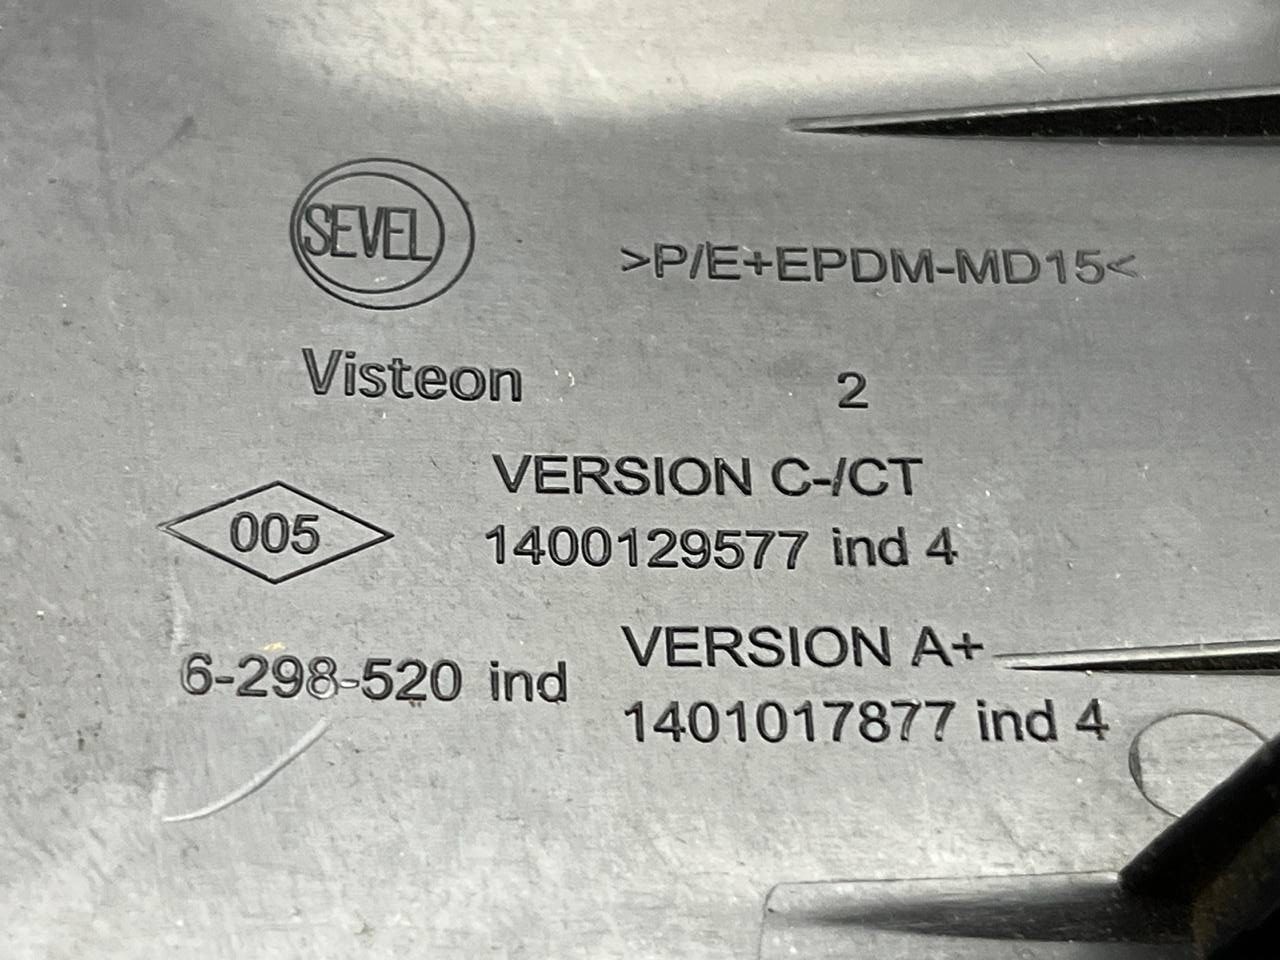 SEVEL
>P/E+EPDM-MD15<
Visteon
2
VERSION C-/CT
005
1400129577 ind 4
VERSION A+
6-298-520 ind
1401017877 ind 4